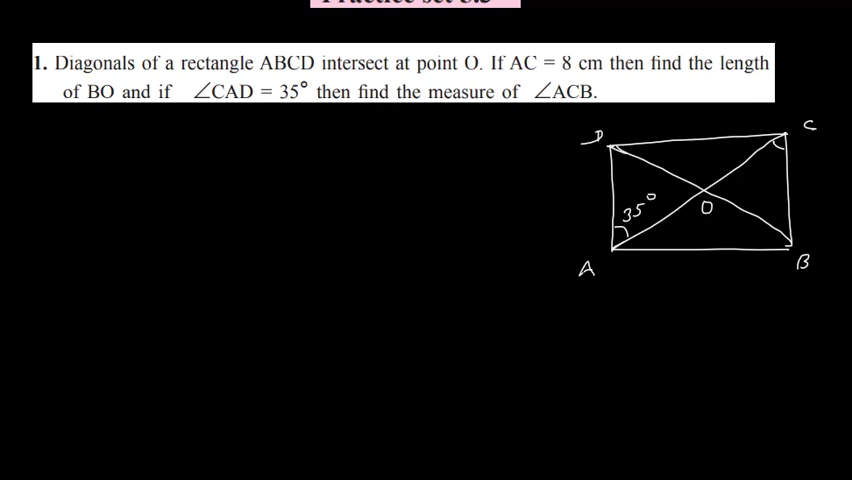 1. Diagonals of a rectangle ABCD intersect at point O. If AC = 8 cm then find the length
of BO and if ∠CAD = 35° then find the measure of ∠ACB.
D
C
35°
O
A
B